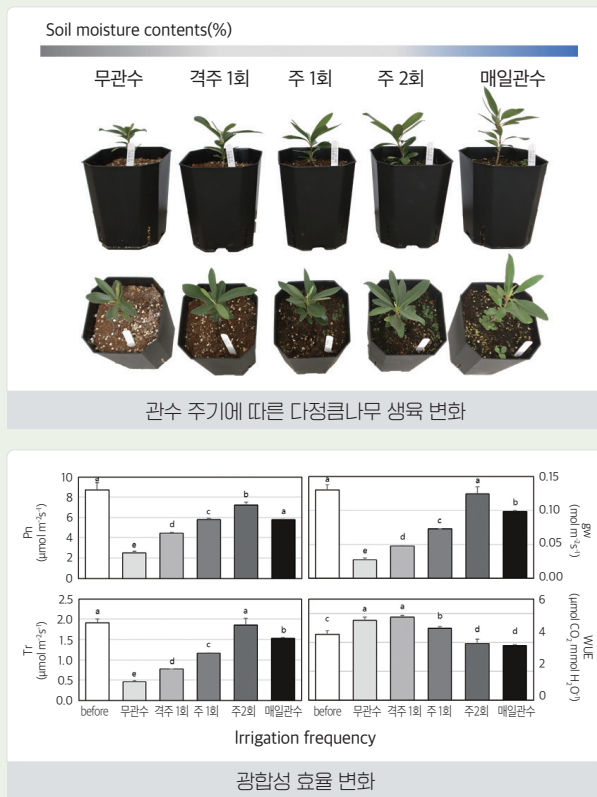 Soil moisture contents(%)
무관수 격주 1회 주 1회 주 2회 매일관수
관수 주기에 따른 다정큼나무 생육 변화
Pn
(μmol m⁻²s⁻¹)
10
8
6
4
2
0
a e d c b a
gw
(mol m⁻²s⁻¹)
0.15
0.10
0.05
0.00
a e d c a b
Tr
(μmol m⁻²s⁻¹)
2.5
2.0
1.5
1.0
0.5
0.0
a e d c a b
WUE
(μmol CO₂ mmol H₂O⁻¹)
6
4
2
0
c a a b d d
before 무관수 격주 1회 주 1회 주2회 매일관수
before 무관수 격주 1회 주 1회 주2회 매일관수
Irrigation frequency
광합성 효율 변화